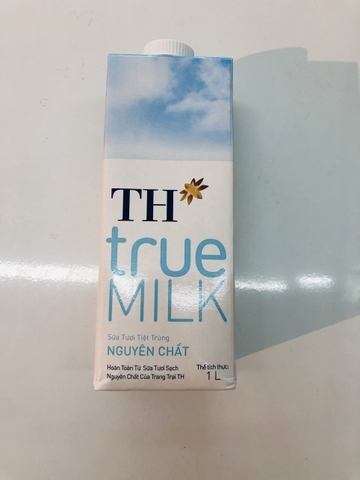 TH
true
MILK
Sữa Tươi Tiệt Trùng
NGUYÊN CHẤT
Hoàn Toàn Từ Sữa Tươi Sạch
Nguyên Chất Của Trang Trại TH
Thể tích thực:
1 L